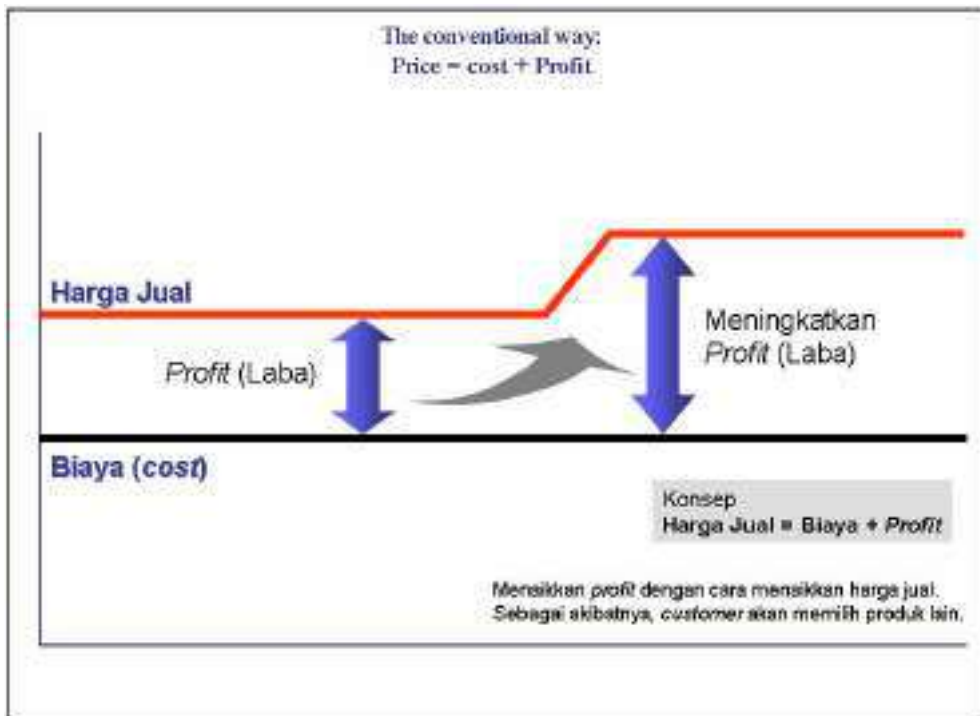 The conventional way:
Price = cost + Profit
Harga Jual
Profit (Laba)
Meningkatkan
Profit (Laba)
Biaya (cost)
Konsep
Harga Jual = Biaya + Profit
Menaikkan profit dengan cara menaikkan harga jual.
Sebagai akibatnya, customer akan memilih produk lain.